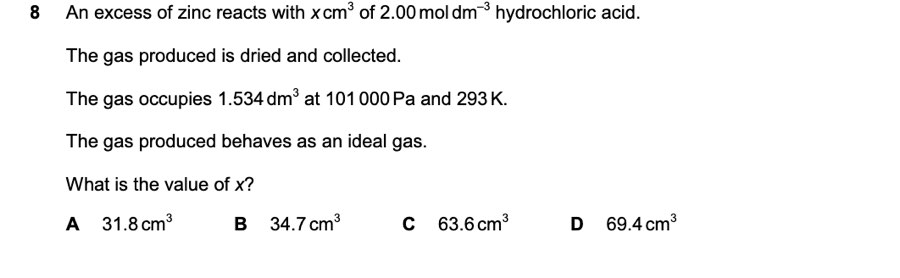 8 An excess of zinc reacts with x cm³ of 2.00 mol dm⁻³ hydrochloric acid.
The gas produced is dried and collected.
The gas occupies 1.534 dm³ at 101 000 Pa and 293 K.
The gas produced behaves as an ideal gas.
What is the value of x?
A 31.8 cm³ B 34.7 cm³ C 63.6 cm³ D 69.4 cm³